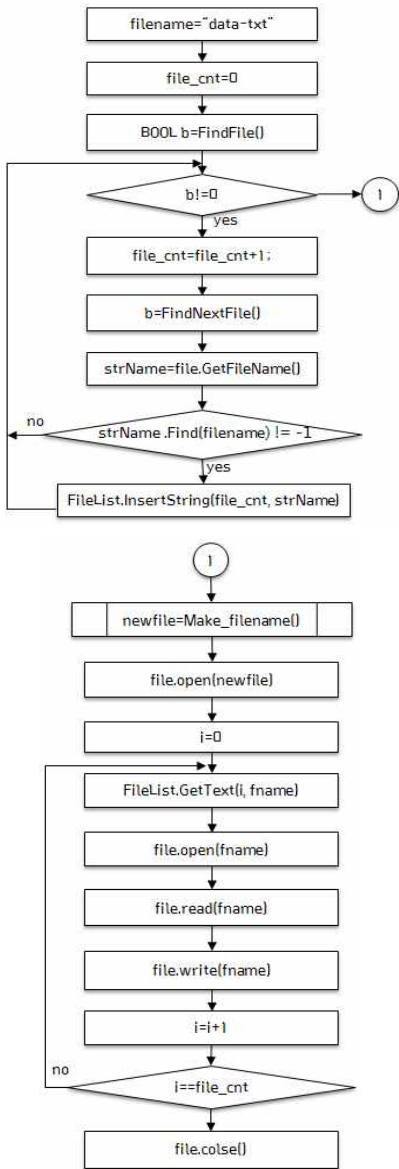 filename="data-txt"
file_cnt=0
BOOL b=FindFile()
b!=0
1
yes
file_cnt=file_cnt+1;
b=FindNextFile()
strName=file.GetFileName()
no
strName .Find(filename) != -1
yes
FileList.InsertString(file_cnt, strName)
1
newfile=Make_filename()
file.open(newfile)
i=0
FileList.GetText(i, fname)
file.open(fname)
file.read(fname)
file.write(fname)
i=i+1
no
i==file_cnt
file.colse()